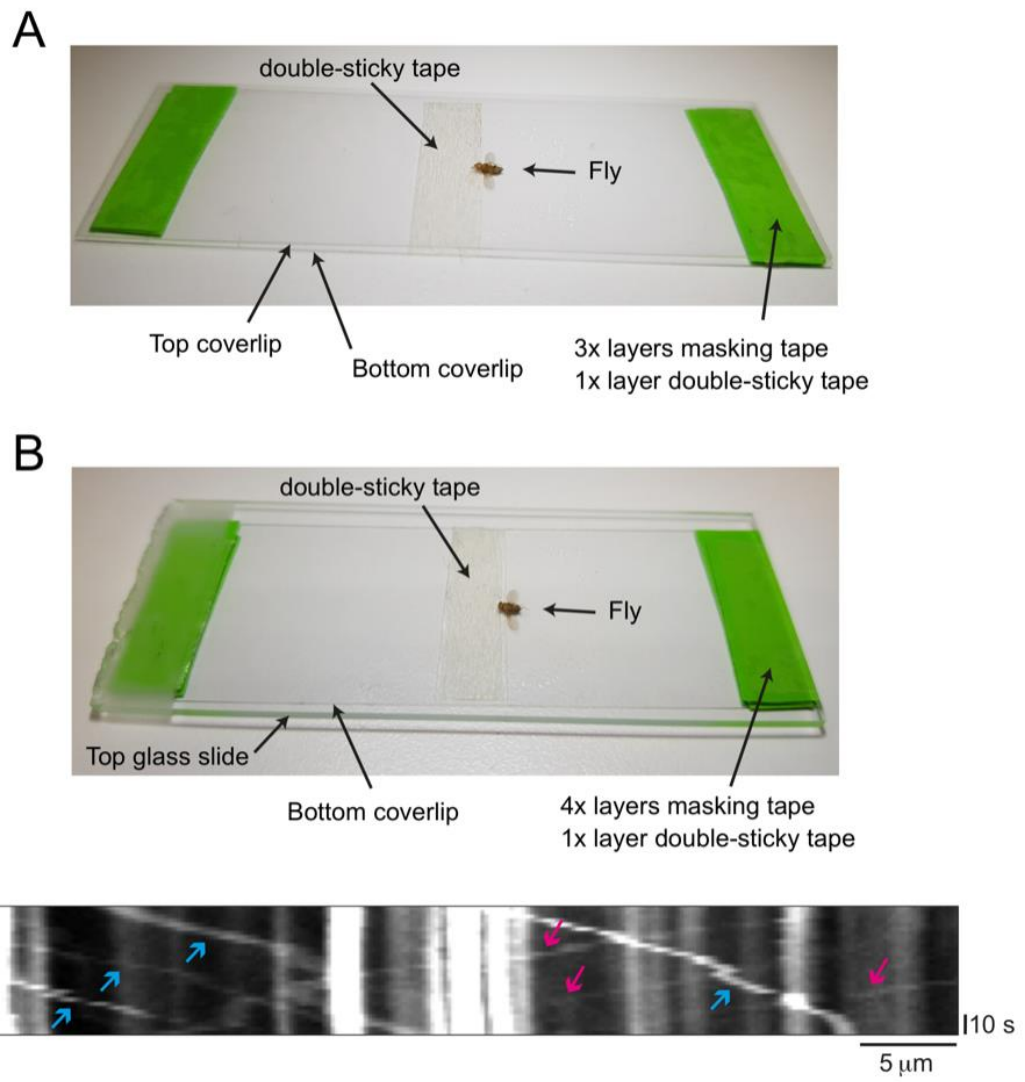 A
double-sticky tape
Fly
Top coverlip
Bottom coverlip
3x layers masking tape
1x layer double-sticky tape
B
double-sticky tape
Fly
Top glass slide
Bottom coverlip
4x layers masking tape
1x layer double-sticky tape
10 s
5 μm